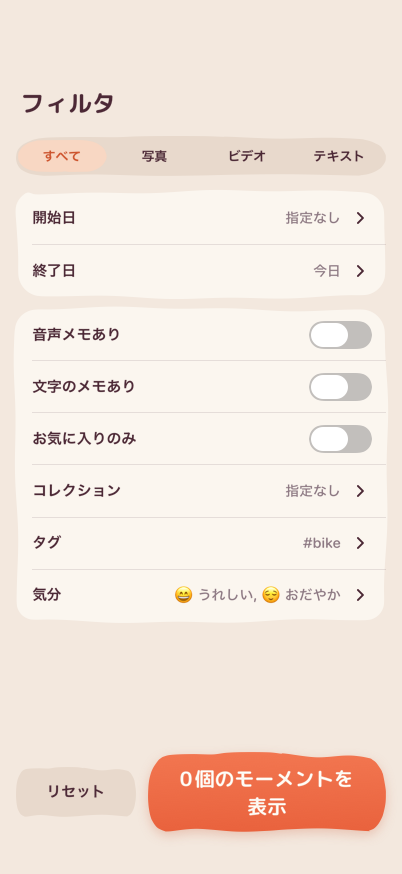 フィルタ
すべて 写真 ビデオ テキスト
開始日 指定なし
終了日 今日
音声メモあり
文字のメモあり
お気に入りのみ
コレクション 指定なし
タグ #bike
気分 😄 うれしい, 😌 おだやか
リセット
0個のモーメントを
表示